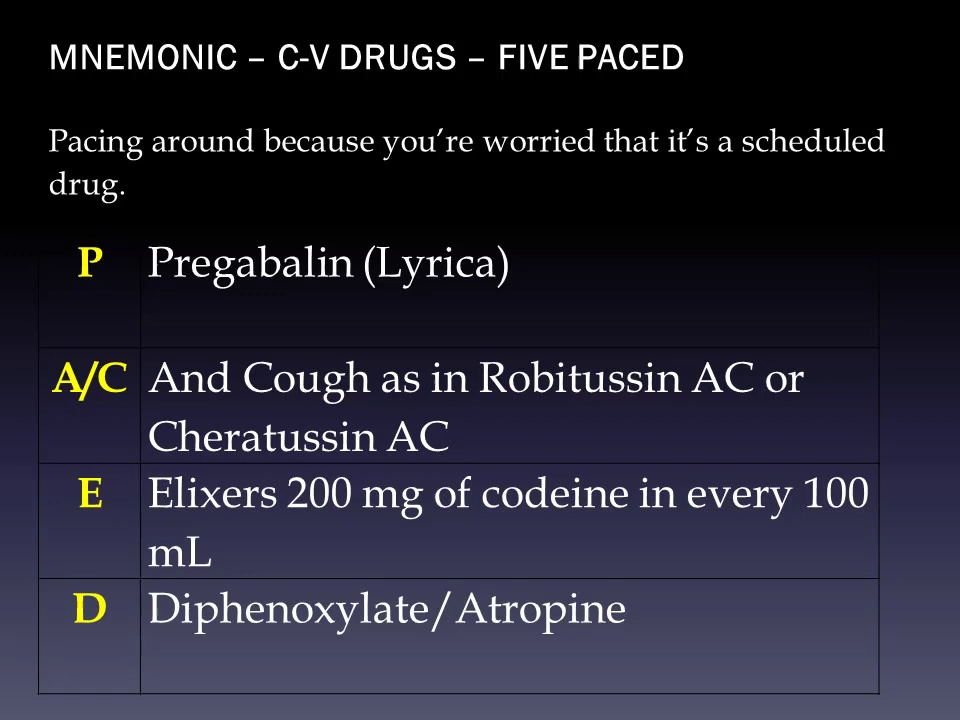 MNEMONIC – C-V DRUGS – FIVE PACED
Pacing around because you’re worried that it’s a scheduled
drug.
P Pregabalin (Lyrica)
A/C And Cough as in Robitussin AC or
Cheratussin AC
E Elixers 200 mg of codeine in every 100
mL
D Diphenoxylate/Atropine